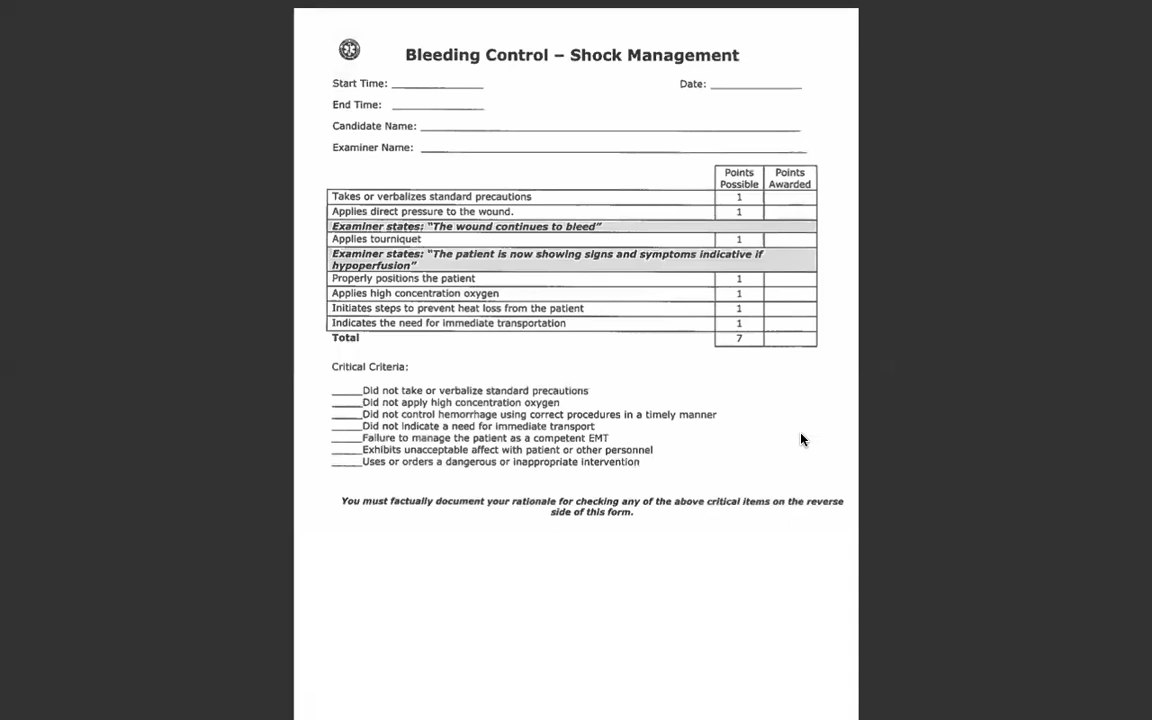 Bleeding Control – Shock Management
Start Time: ____________ Date: ____________
End Time: ____________
Candidate Name: ____________
Examiner Name: ____________
Points Possible Points Awarded
Takes or verbalizes standard precautions 1
Applies direct pressure to the wound. 1
Examiner states: "The wound continues to bleed"
Applies tourniquet 1
Examiner states: "The patient is now showing signs and symptoms indicative if
hypoperfusion"
Properly positions the patient 1
Applies high concentration oxygen 1
Initiates steps to prevent heat loss from the patient 1
Indicates the need for immediate transportation 1
Total 7
Critical Criteria:
_____Did not take or verbalize standard precautions
_____Did not apply high concentration oxygen
_____Did not control hemorrhage using correct procedures in a timely manner
_____Did not indicate a need for immediate transport
_____Failure to manage the patient as a competent EMT
_____Exhibits unacceptable affect with patient or other personnel
_____Uses or orders a dangerous or inappropriate intervention
You must factually document your rationale for checking any of the above critical items on the reverse
side of this form.